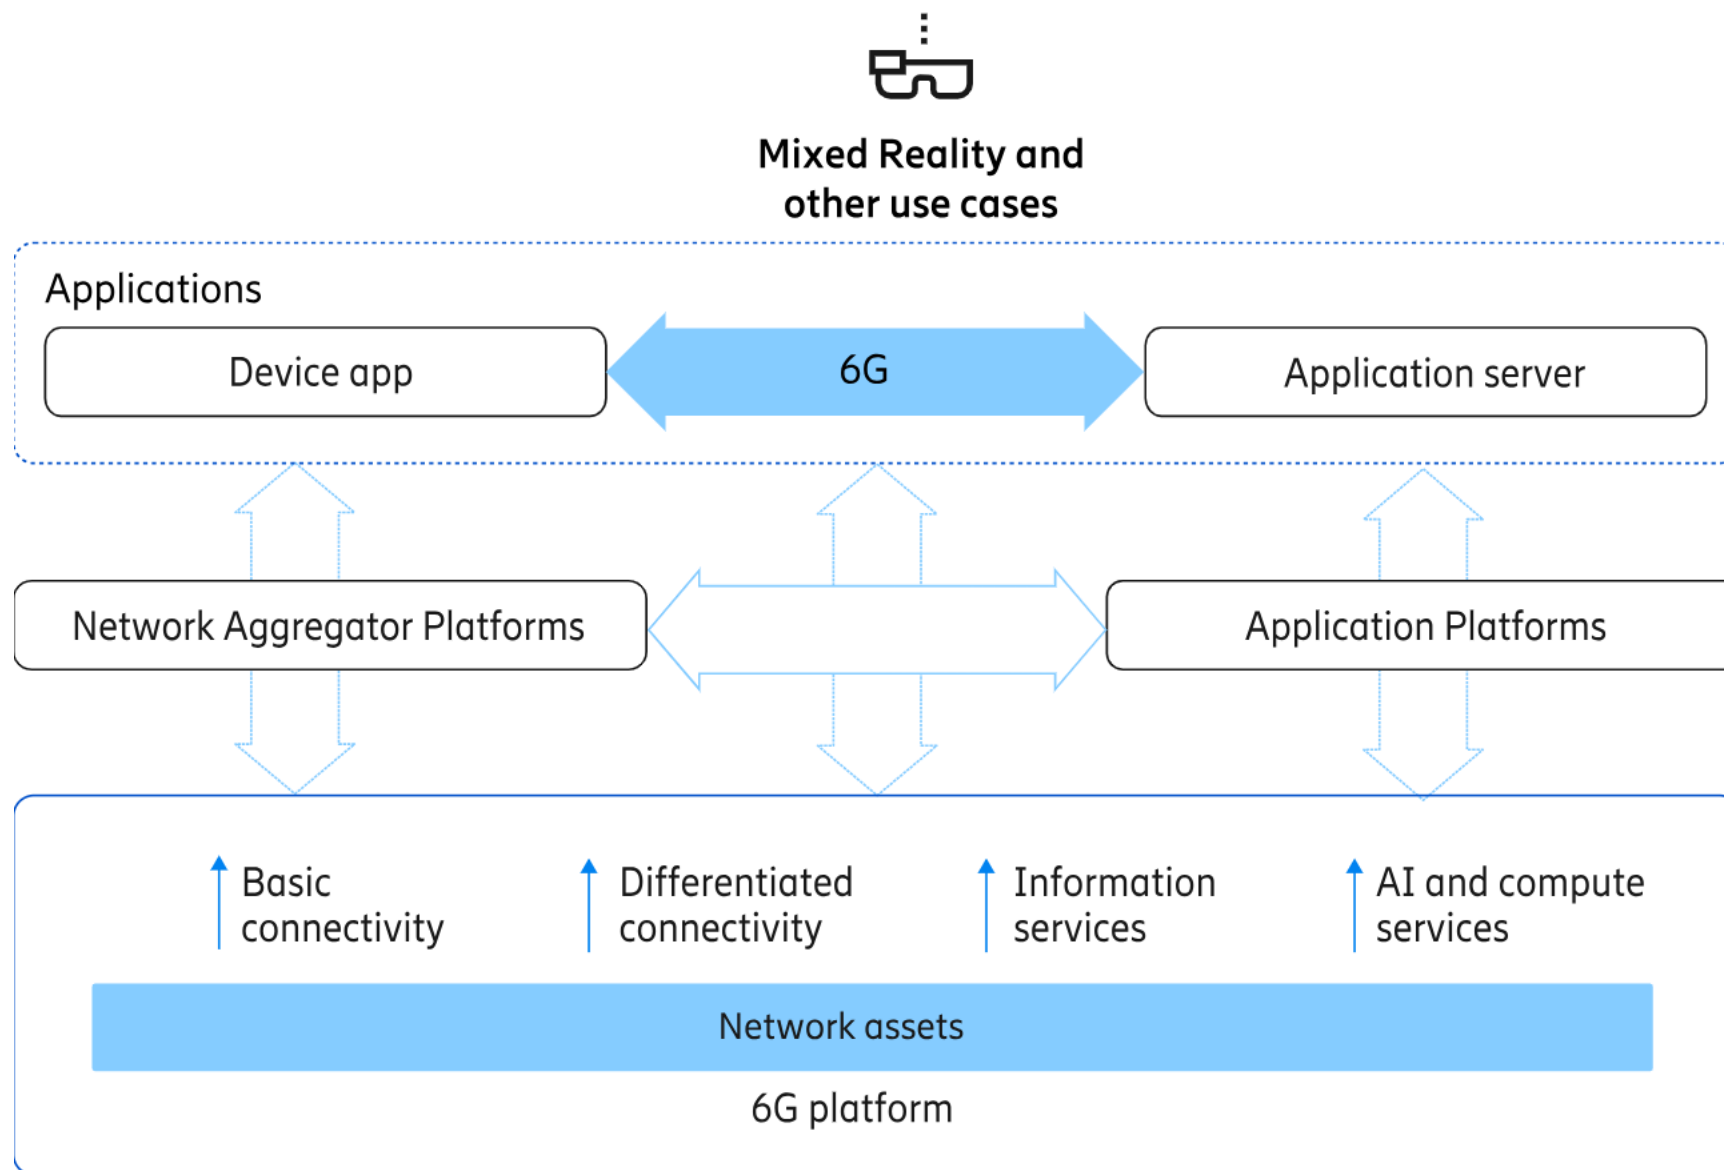 Mixed Reality and
other use cases
Applications
Device app
6G
Application server
Network Aggregator Platforms
Application Platforms
Basic
connectivity
Differentiated
connectivity
Information
services
AI and compute
services
Network assets
6G platform